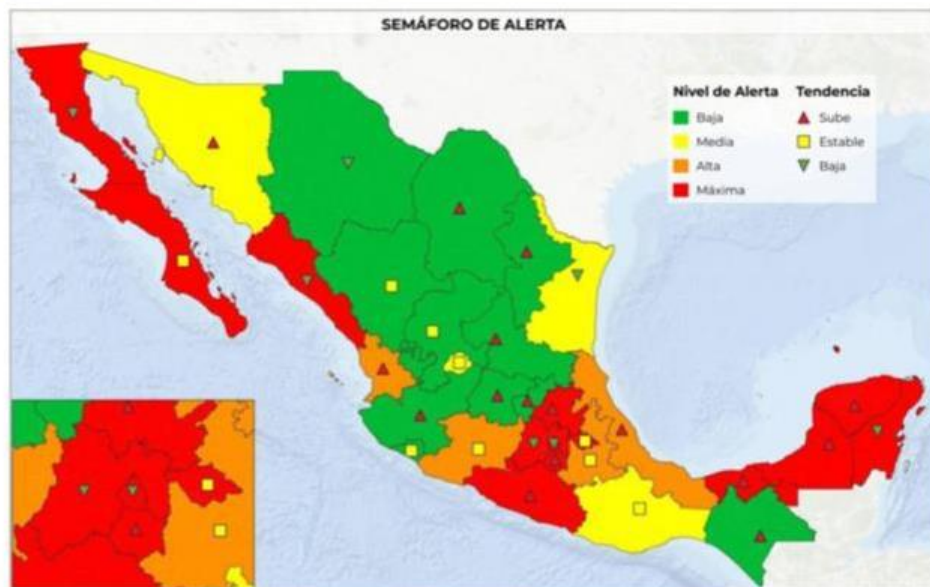 SEMÁFORO DE ALERTA
Nivel de Alerta Tendencia
Baja Sube
Media Estable
Alta Baja
Máxima